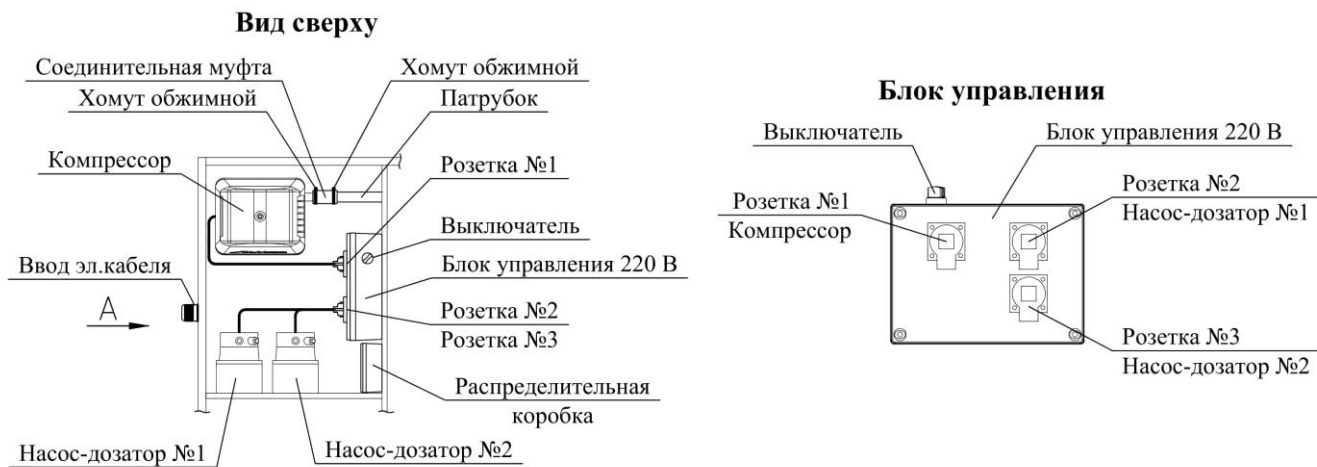 Вид сверху
Соединительная муфта
Хомут обжимной
Хомут обжимной
Патрубок
Компрессор
Розетка №1
Выключатель
Ввод эл.кабеля
Блок управления 220 В
А
Розетка №2
Розетка №3
Распределительная
коробка
Насос-дозатор №1
Насос-дозатор №2
Блок управления
Выключатель
Блок управления 220 В
Розетка №1
Компрессор
Розетка №2
Насос-дозатор №1
Розетка №3
Насос-дозатор №2